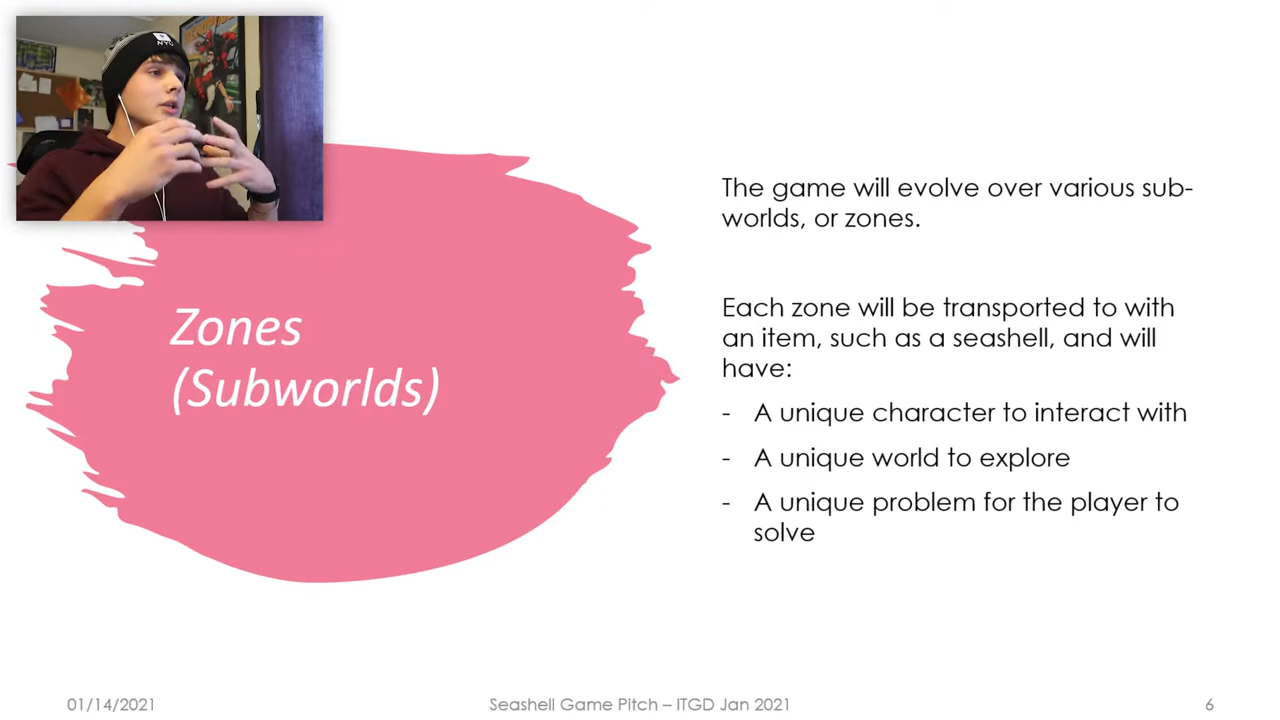 NYU
Zones
(Subworlds)
The game will evolve over various sub-
worlds, or zones.
Each zone will be transported to with
an item, such as a seashell, and will
have:
- A unique character to interact with
- A unique world to explore
- A unique problem for the player to
solve
01/14/2021
Seashell Game Pitch – ITGD Jan 2021
6